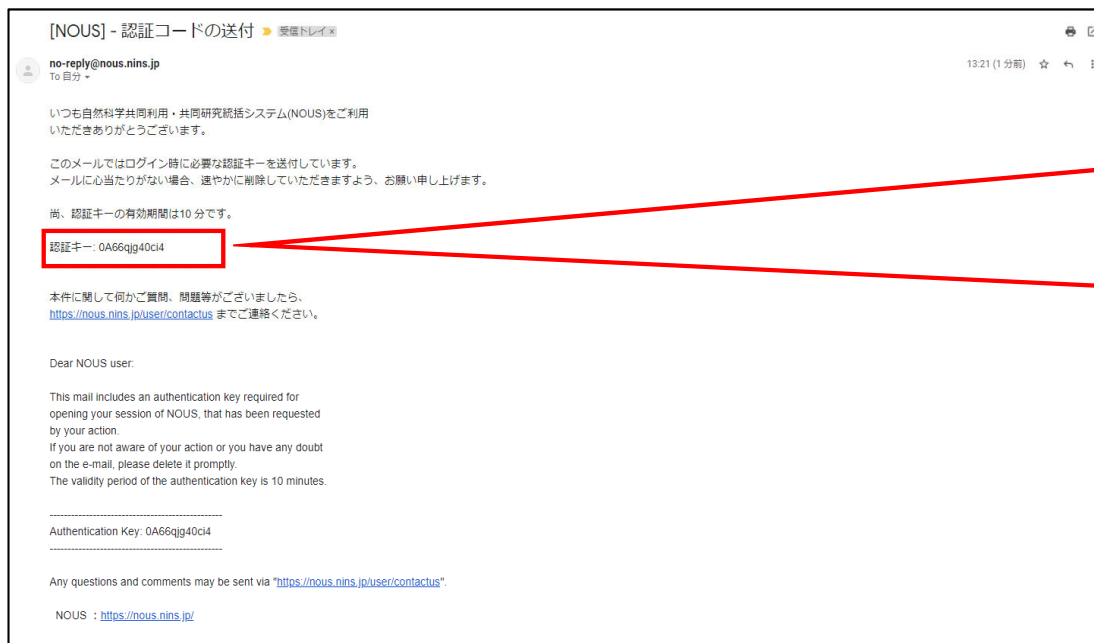 [NOUS] - 認証コードの送付 受信トレイ ×
no-reply@nous.nins.jp
To 自分
13:21 (1 分前)
いつも自然科学共同利用・共同研究統括システム(NOUS)をご利用
いただきありがとうございます。
このメールではログイン時に必要な認証キーを送付しています。
メールに心当たりがない場合、速やかに削除していただきますよう、お願い申し上げます。
尚、認証キーの有効期間は10 分です。
認証キー: 0A66qjg40ci4
本件に関して何かご質問、問題等がございましたら、
https://nous.nins.jp/user/contactus までご連絡ください。
Dear NOUS user:
This mail includes an authentication key required for
opening your session of NOUS, that has been requested
by your action.
If you are not aware of your action or you have any doubt
on the e-mail, please delete it promptly.
The validity period of the authentication key is 10 minutes.
------------------------------------------------
Authentication Key: 0A66qjg40ci4
------------------------------------------------
Any questions and comments may be sent via "https://nous.nins.jp/user/contactus".
NOUS : https://nous.nins.jp/